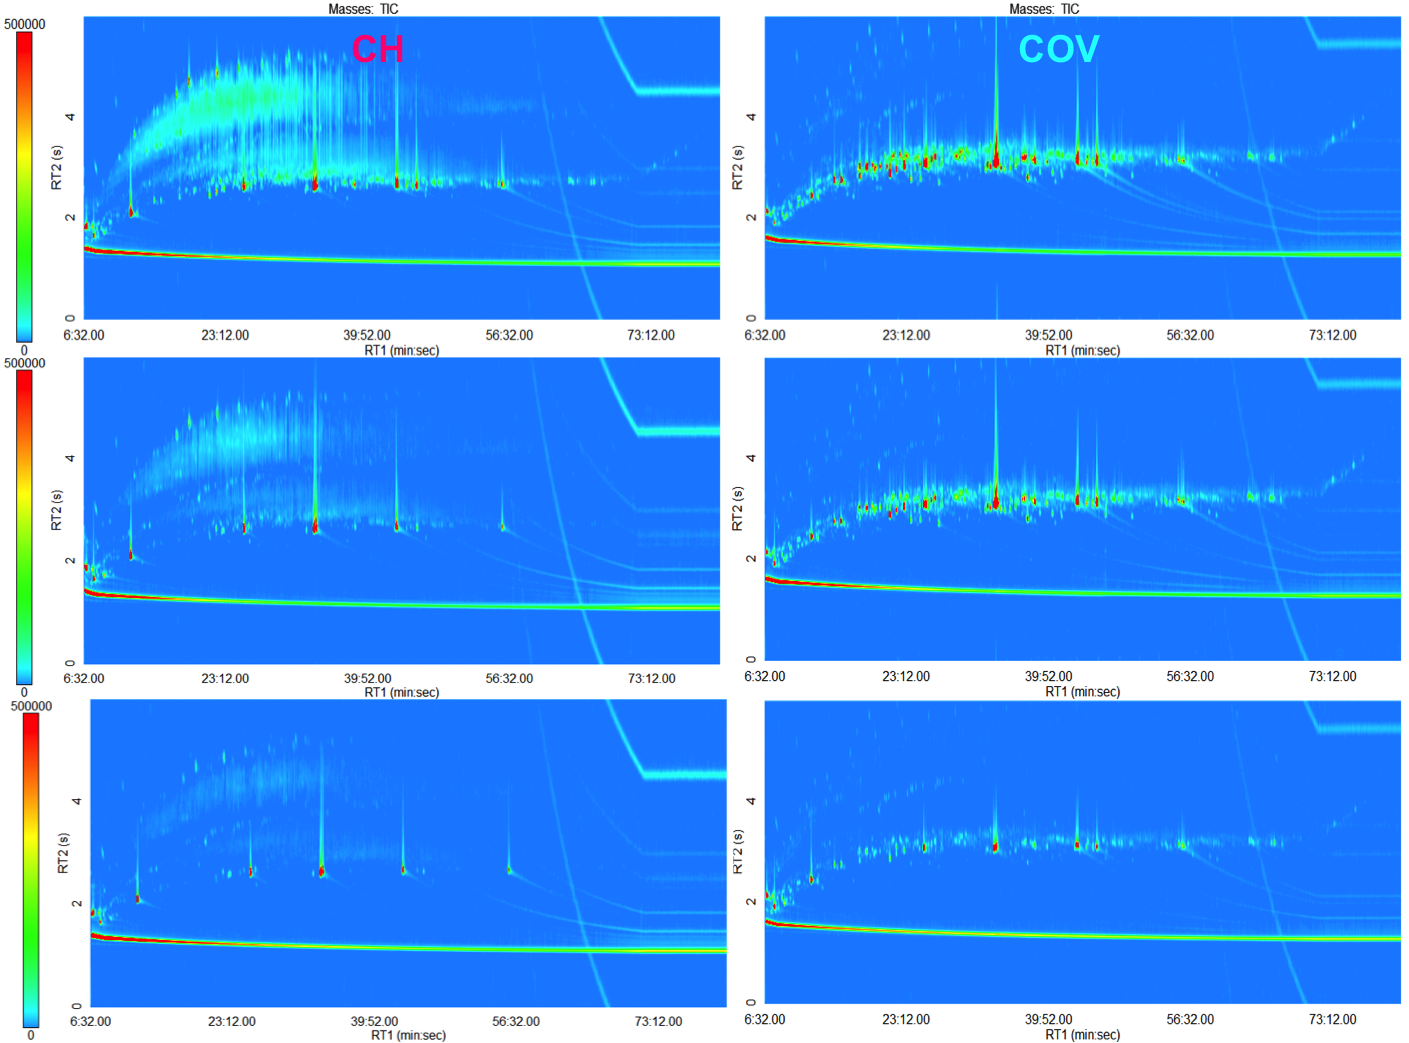 Masses: TIC
Masses: TIC
500000
CH
COV
4
2
0
RT2 (s)
0
6:32.00 23:12.00 39:52.00 56:32.00 73:12.00
RT1 (min:sec)
4
2
0
RT2 (s)
6:32.00 23:12.00 39:52.00 56:32.00 73:12.00
RT1 (min:sec)
500000
4
2
0
RT2 (s)
0
6:32.00 23:12.00 39:52.00 56:32.00 73:12.00
RT1 (min:sec)
4
2
0
RT2 (s)
6:32.00 23:12.00 39:52.00 56:32.00 73:12.00
RT1 (min:sec)
500000
4
2
0
RT2 (s)
0
6:32.00 23:12.00 39:52.00 56:32.00 73:12.00
RT1 (min:sec)
4
2
0
RT2 (s)
6:32.00 23:12.00 39:52.00 56:32.00 73:12.00
RT1 (min:sec)